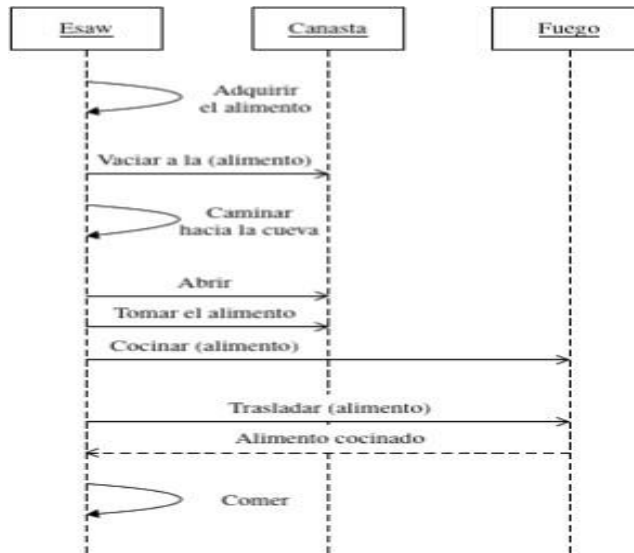 Esaw
Canasta
Fuego
Adquirir
el alimento
Vaciar a la (alimento)
Caminar
hacia la cueva
Abrir
Tomar el alimento
Cocinar (alimento)
Trasladar (alimento)
Alimento cocinado
Comer